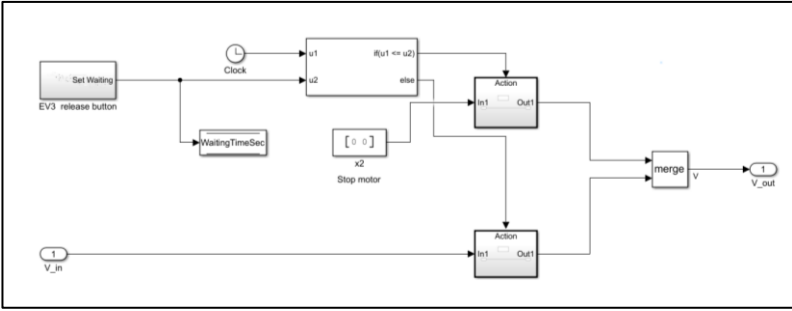 Clock
u1
if(u1 <= u2)
u2
else
Set Waiting
EV3 release button
WaitingTimeSec
[0 0]
x2
Stop motor
Action
In1
Out1
merge
V
1
V_out
1
V_in
Action
In1
Out1